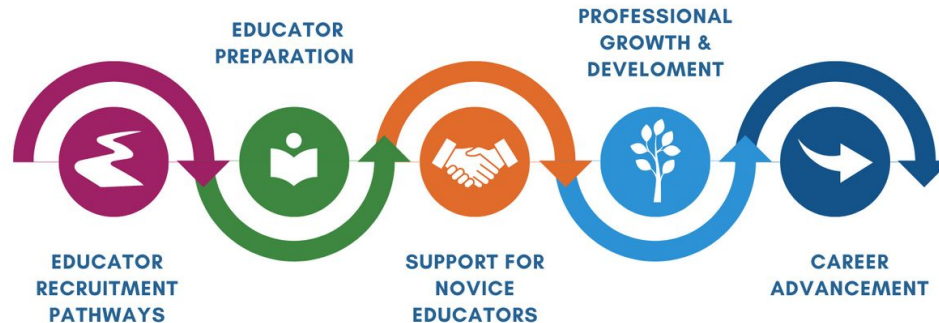 EDUCATOR
RECRUITMENT
PATHWAYS
EDUCATOR
PREPARATION
SUPPORT FOR
NOVICE
EDUCATORS
PROFESSIONAL
GROWTH &
DEVELOMENT
CAREER
ADVANCEMENT